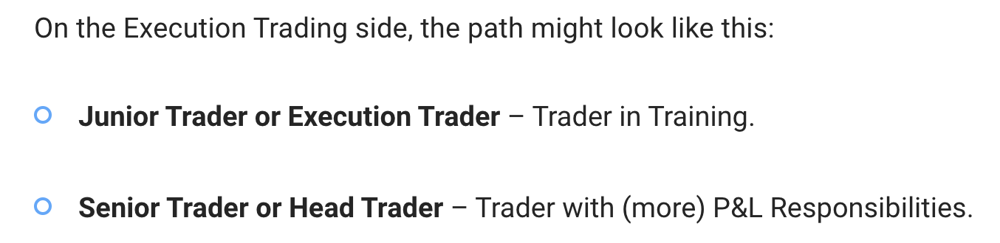 On the Execution Trading side, the path might look like this:
Junior Trader or Execution Trader – Trader in Training.
Senior Trader or Head Trader – Trader with (more) P&L Responsibilities.